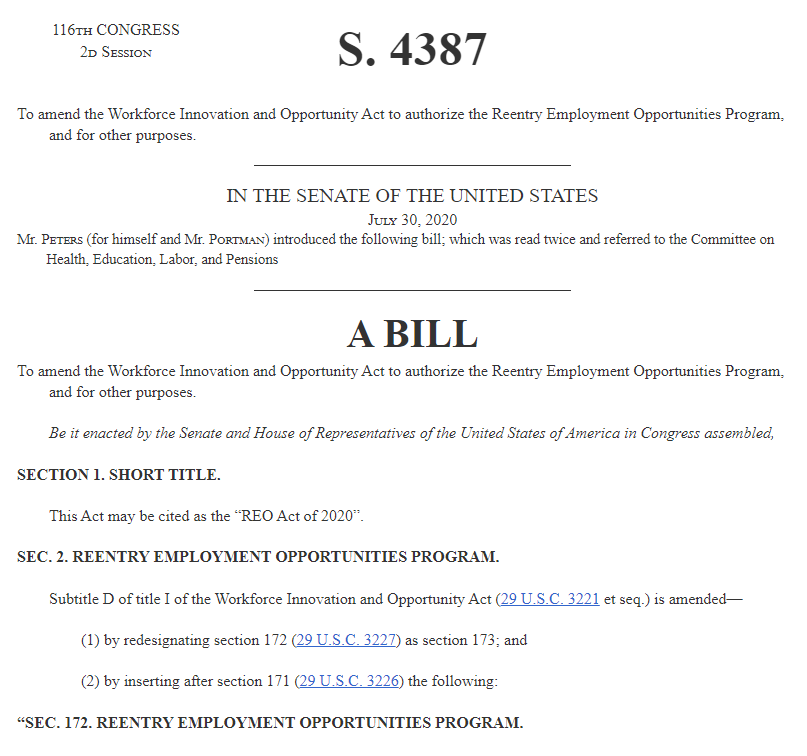 116TH CONGRESS
2D SESSION
S. 4387
To amend the Workforce Innovation and Opportunity Act to authorize the Reentry Employment Opportunities Program,
and for other purposes.
IN THE SENATE OF THE UNITED STATES
JULY 30, 2020
Mr. PETERS (for himself and Mr. PORTMAN) introduced the following bill; which was read twice and referred to the Committee on
Health, Education, Labor, and Pensions
A BILL
To amend the Workforce Innovation and Opportunity Act to authorize the Reentry Employment Opportunities Program,
and for other purposes.
Be it enacted by the Senate and House of Representatives of the United States of America in Congress assembled,
SECTION 1. SHORT TITLE.
This Act may be cited as the “REO Act of 2020”.
SEC. 2. REENTRY EMPLOYMENT OPPORTUNITIES PROGRAM.
Subtitle D of title I of the Workforce Innovation and Opportunity Act (29 U.S.C. 3221 et seq.) is amended—
(1) by redesignating section 172 (29 U.S.C. 3227) as section 173; and
(2) by inserting after section 171 (29 U.S.C. 3226) the following:
“SEC. 172. REENTRY EMPLOYMENT OPPORTUNITIES PROGRAM.